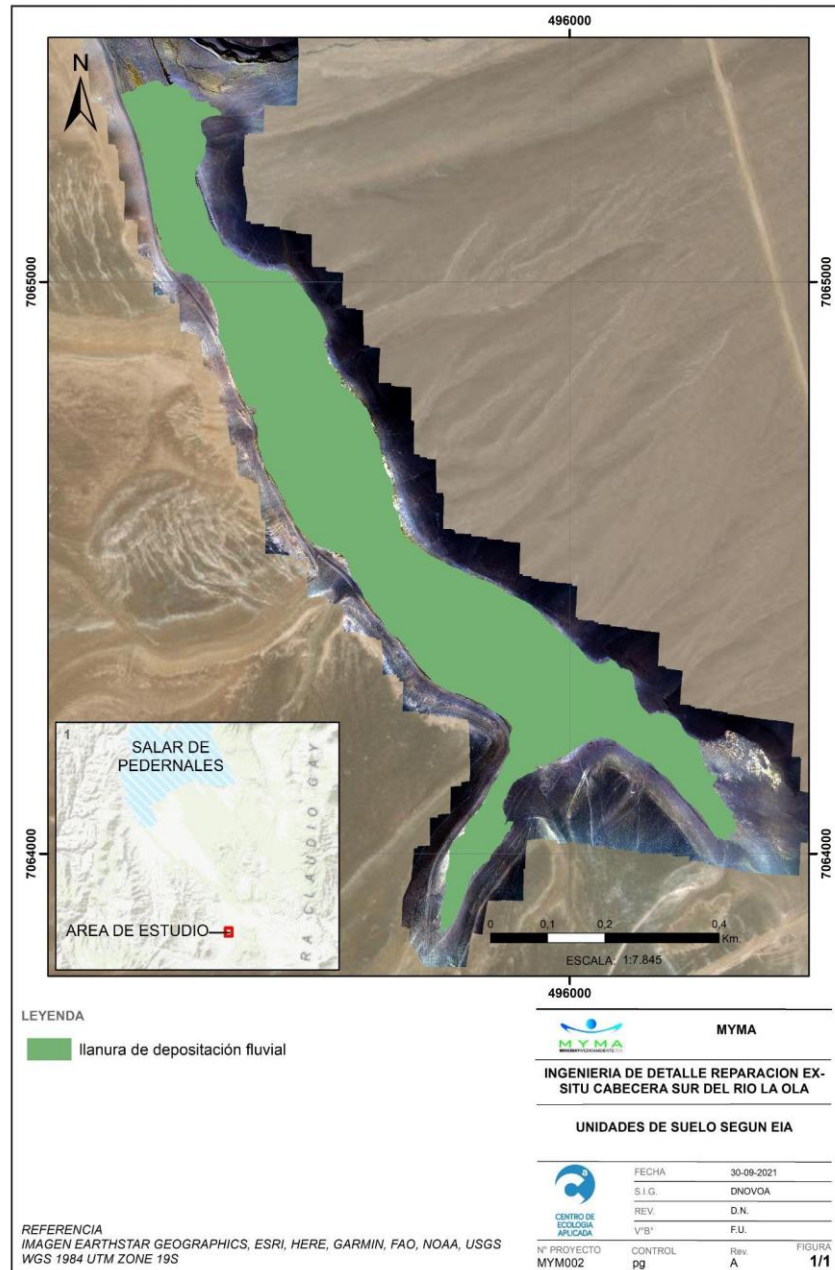 496000
N
7065000
7065000
1
SALAR DE
PEDERNALES
RA CLAUDIO GAY
AREA DE ESTUDIO
7064000
7064000
0 0,1 0,2 0,4
Km.
ESCALA: 1:7.845
496000
LEYENDA
llanura de depositación fluvial
MYMA
MYMA
INGENIERIA DE DETALLE REPARACION EX-
SITU CABECERA SUR DEL RIO LA OLA
UNIDADES DE SUELO SEGUN EIA
CENTRO DE
ECOLOGIA
APLICADA
FECHA 30-09-2021
S.I.G. DNOVOA
REV. D.N.
V°B° F.U.
N° PROYECTO CONTROL Rev. FIGURA
MYM002 pg A 1/1
REFERENCIA
IMAGEN EARTHSTAR GEOGRAPHICS, ESRI, HERE, GARMIN, FAO, NOAA, USGS
WGS 1984 UTM ZONE 19S